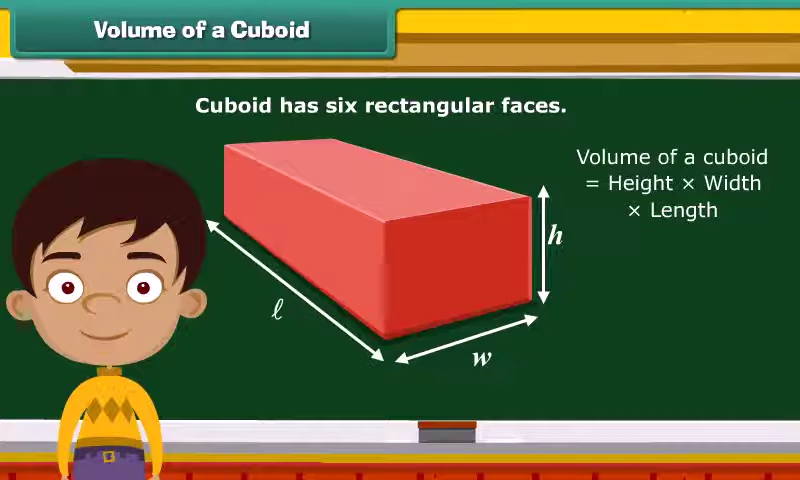 Volume of a Cuboid
Cuboid has six rectangular faces.
Volume of a cuboid
= Height × Width
× Length
h
ℓ
w